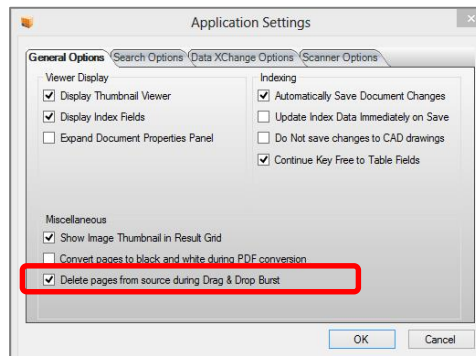 Application Settings
General Options Search Options Data XChange Options Scanner Options
Viewer Display
Display Thumbnail Viewer
Display Index Fields
Expand Document Properties Panel
Indexing
Automatically Save Document Changes
Update Index Data Immediately on Save
Do Not save changes to CAD drawings
Continue Key Free to Table Fields
Miscellaneous
Show Image Thumbnail in Result Grid
Convert pages to black and white during PDF conversion
Delete pages from source during Drag & Drop Burst
OK Cancel